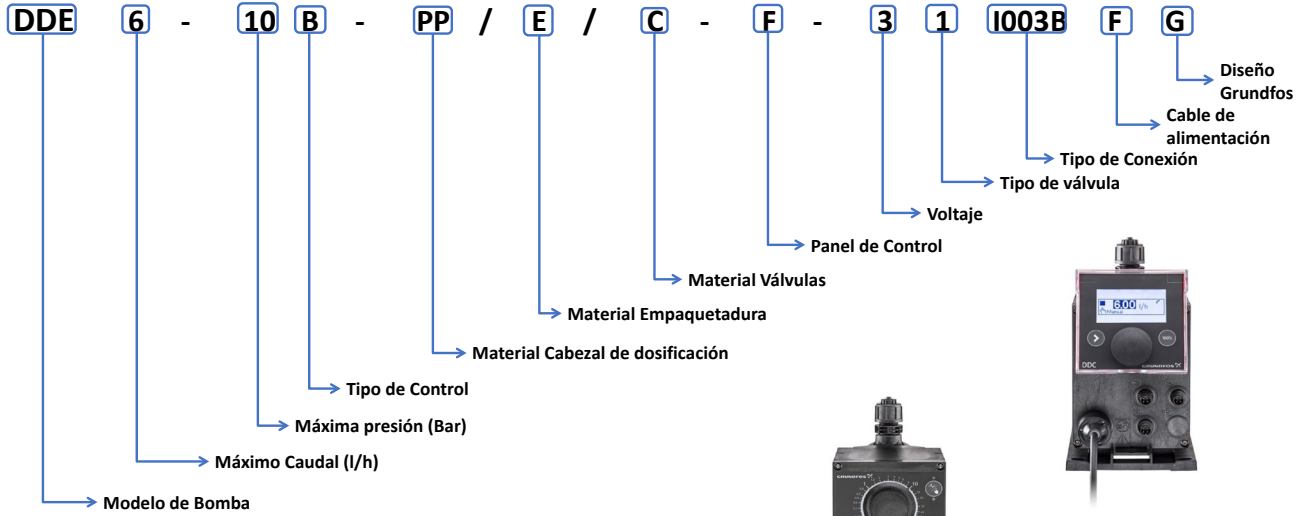 DDE 6 - 10 B - PP / E / C - F - 3 1 I003B F G
Diseño
Grundfos
Cable de
alimentación
Tipo de Conexión
Tipo de válvula
Voltaje
Panel de Control
Material Válvulas
Material Empaquetadura
Material Cabezal de dosificación
Tipo de Control
Máxima presión (Bar)
Máximo Caudal (l/h)
Modelo de Bomba
6.00 l/h
Manual
100%
DDC
GRUNDFOS
GRUNDFOS
10